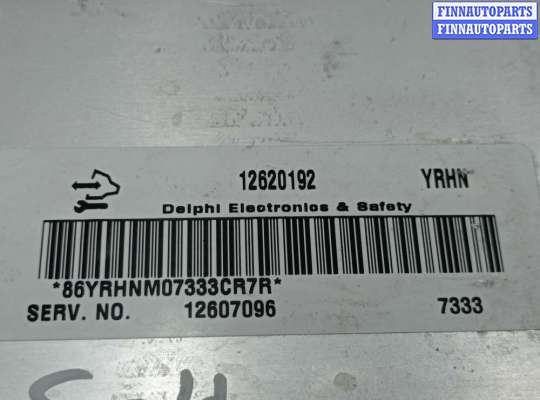 FINNAUTOPARTS
FINNAUTOPARTS
12620192 YRHN
Delphi Electronics & Safety
*86YRHNM07333CR7R*
SERV. NO. 12607096 7333